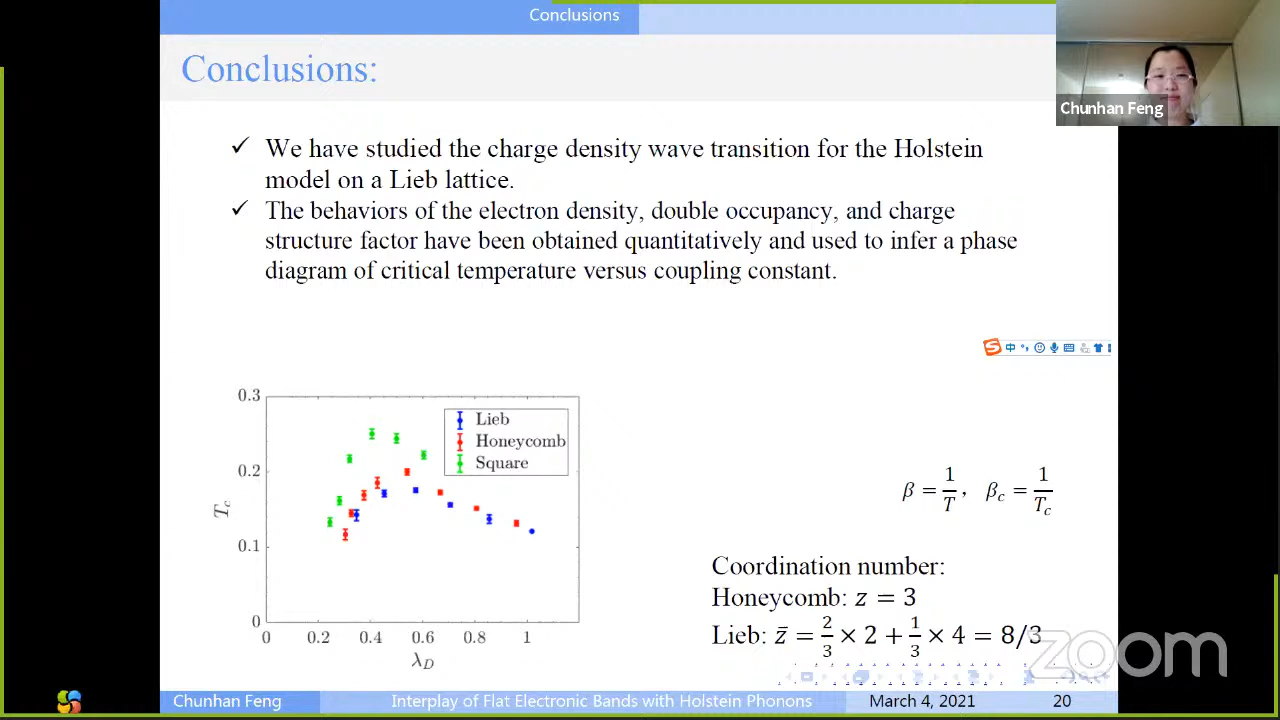 Conclusions
Conclusions:
Chunhan Feng
✓ We have studied the charge density wave transition for the Holstein
model on a Lieb lattice.
✓ The behaviors of the electron density, double occupancy, and charge
structure factor have been obtained quantitatively and used to infer a phase
diagram of critical temperature versus coupling constant.
中
0.3
0.2
0.1
0
T_c
Lieb
Honeycomb
Square
0 0.2 0.4 0.6 0.8 1
λ_D
β = 1/T, β_c = 1/T_c
Coordination number:
Honeycomb: z = 3
Lieb: z̄ = 2/3 × 2 + 1/3 × 4 = 8/3
zoom
Chunhan Feng Interplay of Flat Electronic Bands with Holstein Phonons March 4, 2021 20